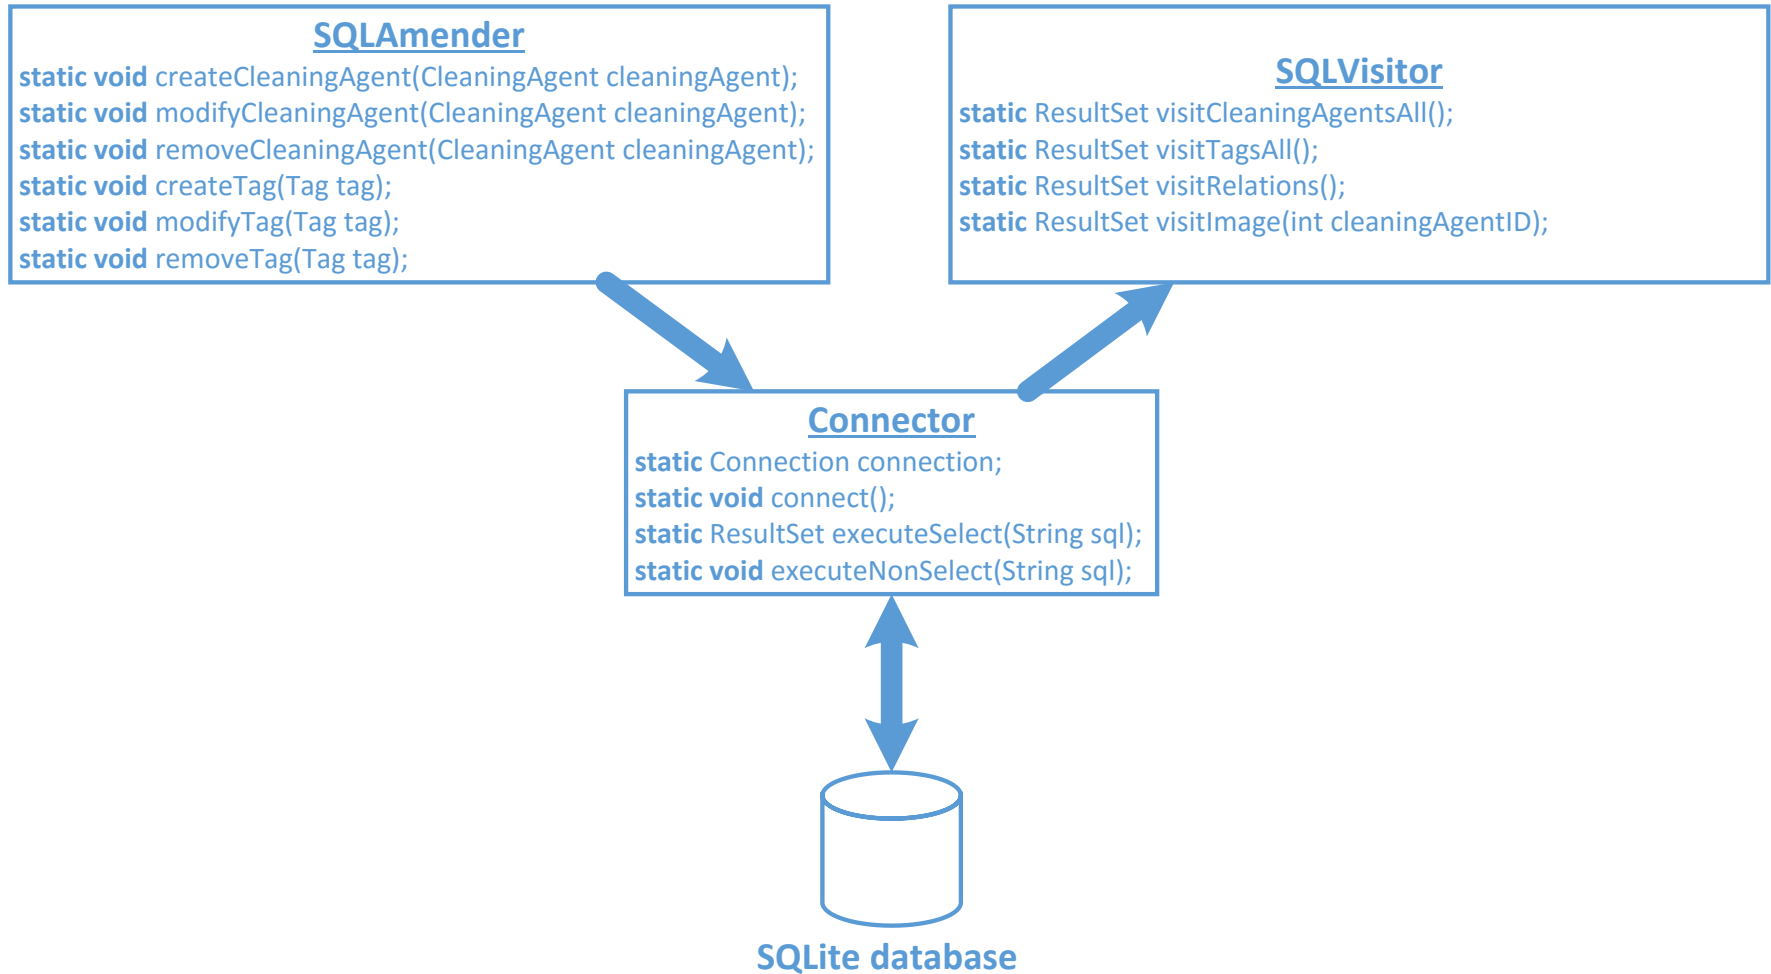 SQLAmender
static void createCleaningAgent(CleaningAgent cleaningAgent);
static void modifyCleaningAgent(CleaningAgent cleaningAgent);
static void removeCleaningAgent(CleaningAgent cleaningAgent);
static void createTag(Tag tag);
static void modifyTag(Tag tag);
static void removeTag(Tag tag);
SQLVisitor
static ResultSet visitCleaningAgentsAll();
static ResultSet visitTagsAll();
static ResultSet visitRelations();
static ResultSet visitImage(int cleaningAgentID);
Connector
static Connection connection;
static void connect();
static ResultSet executeSelect(String sql);
static void executeNonSelect(String sql);
SQLite database